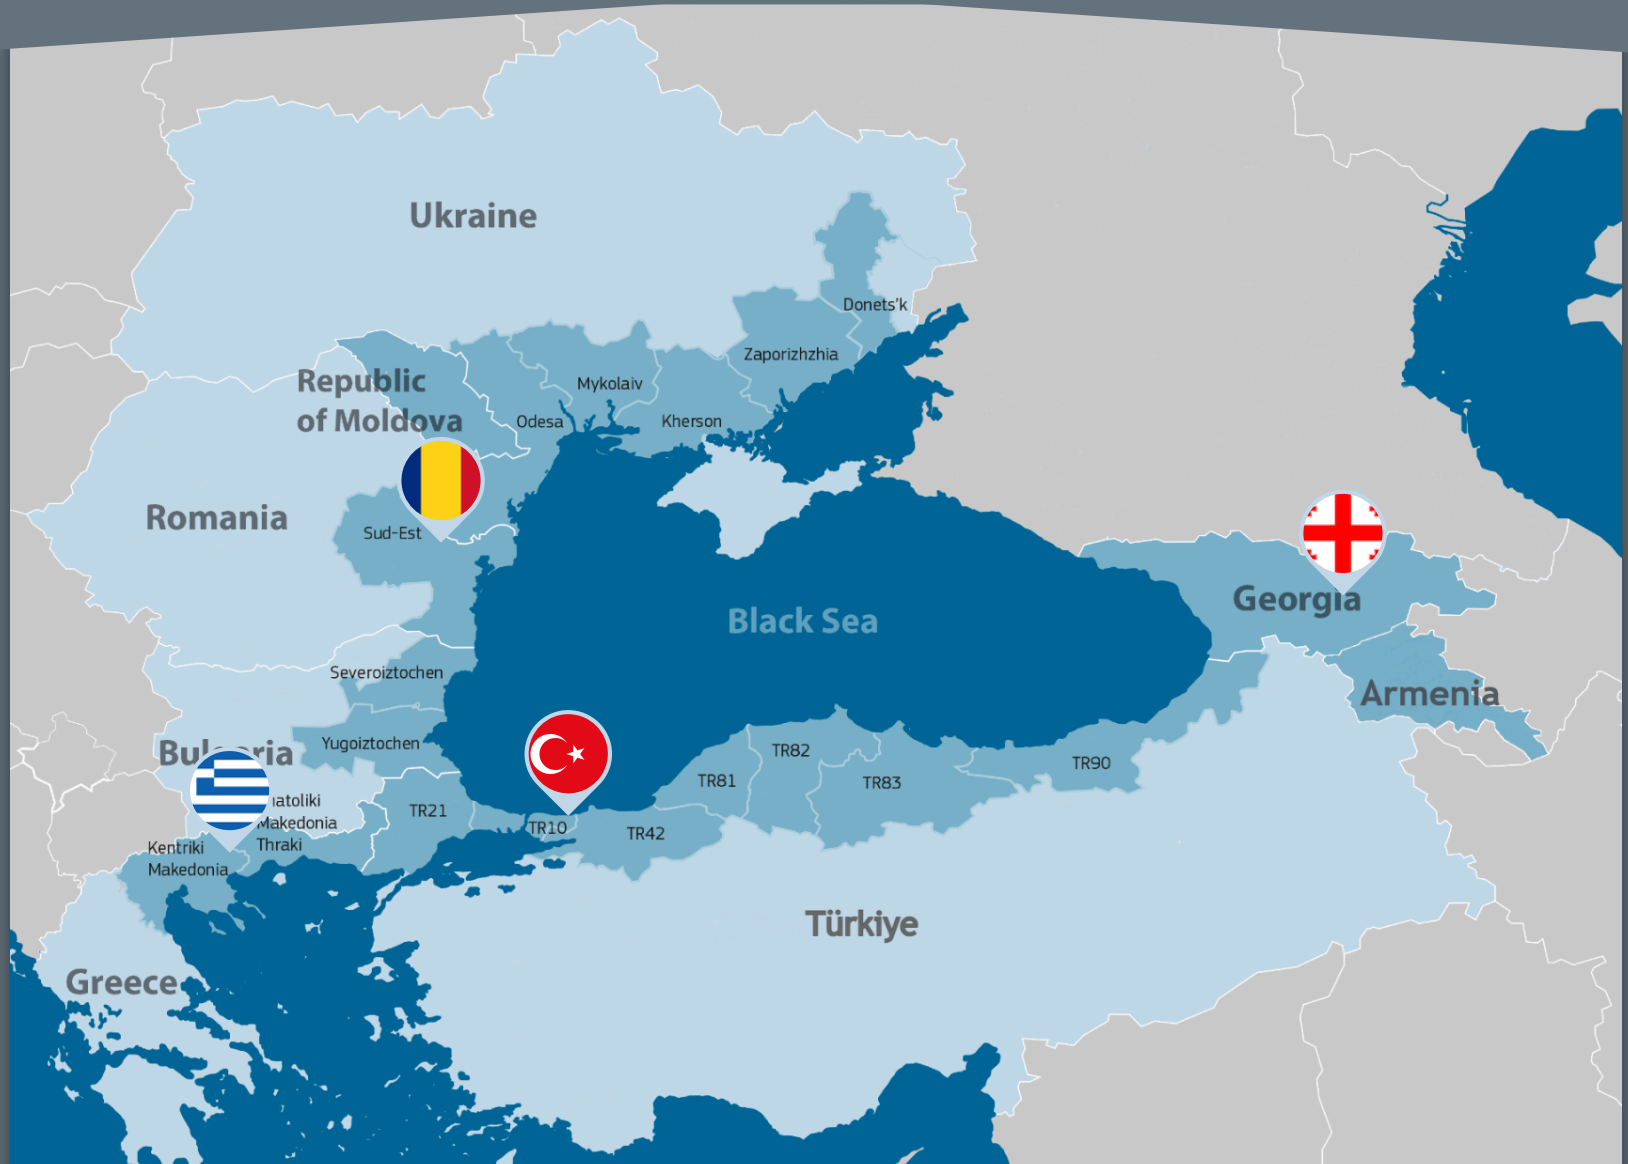 Ukraine
Donets'k
Zaporizhzhia
Republic
of Moldova
Mykolaiv
Odesa
Kherson
Romania
Sud-Est
Georgia
Black Sea
Severoiztochen
Armenia
Yugoiztochen
TR82
TR90
TR81
TR83
TR21
TR10
TR42
Makedonia
Thraki
Kentriki
Makedonia
Türkiye
Greece